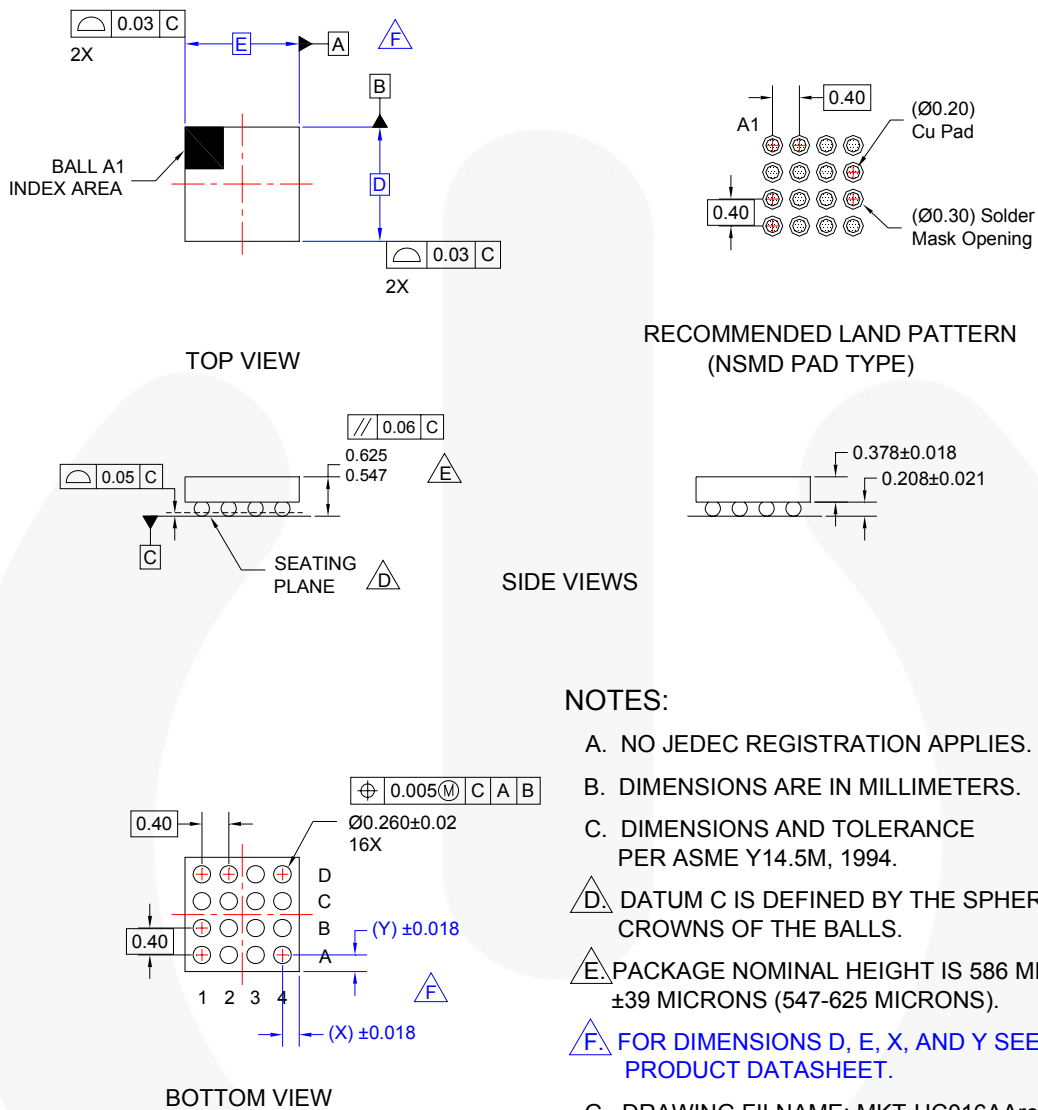 0.03 C
2X
E
A
F
B
BALL A1
INDEX AREA
D
0.03 C
2X
TOP VIEW
0.40
A1
(Ø0.20)
Cu Pad
0.40
(Ø0.30) Solder
Mask Opening
RECOMMENDED LAND PATTERN
(NSMD PAD TYPE)
// 0.06 C
0.625
0.547
E
0.05 C
C
SEATING
PLANE
D
0.378±0.018
0.208±0.021
SIDE VIEWS
0.005 Ⓜ C A B
Ø0.260±0.02
16X
0.40
D
C
B
A
0.40
(Y) ±0.018
F
1 2 3 4
(X) ±0.018
BOTTOM VIEW
NOTES:
A. NO JEDEC REGISTRATION APPLIES.
B. DIMENSIONS ARE IN MILLIMETERS.
C. DIMENSIONS AND TOLERANCE
PER ASME Y14.5M, 1994.
D. DATUM C IS DEFINED BY THE SPHER
CROWNS OF THE BALLS.
E. PACKAGE NOMINAL HEIGHT IS 586 MI
±39 MICRONS (547-625 MICRONS).
F. FOR DIMENSIONS D, E, X, AND Y SEE
PRODUCT DATASHEET.